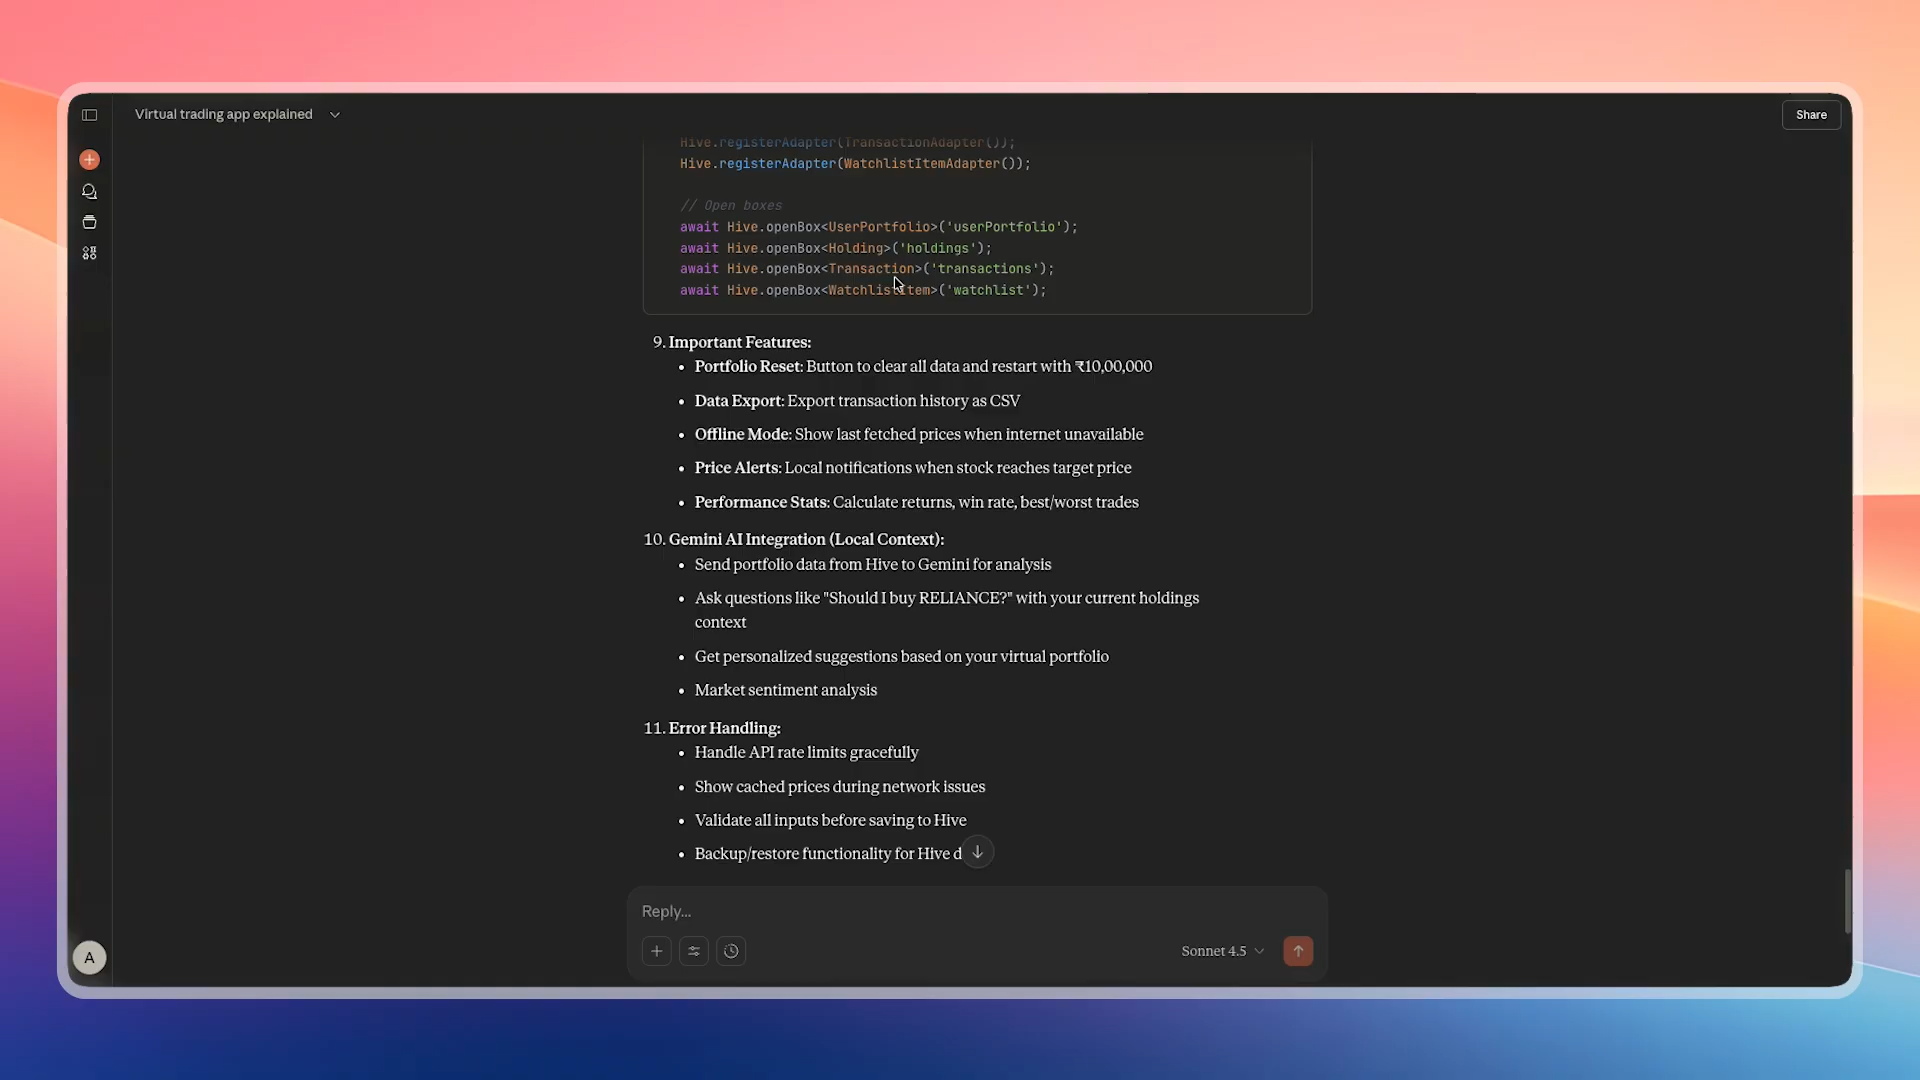 Virtual trading app explained
Share
Hive.registerAdapter(TransactionAdapter());
Hive.registerAdapter(WatchlistItemAdapter());
// Open boxes
await Hive.openBox<UserPortfolio>('userPortfolio');
await Hive.openBox<Holding>('holdings');
await Hive.openBox<Transaction>('transactions');
await Hive.openBox<WatchlistItem>('watchlist');
9. Important Features:
• Portfolio Reset: Button to clear all data and restart with ₹10,00,000
• Data Export: Export transaction history as CSV
• Offline Mode: Show last fetched prices when internet unavailable
• Price Alerts: Local notifications when stock reaches target price
• Performance Stats: Calculate returns, win rate, best/worst trades
10. Gemini AI Integration (Local Context):
• Send portfolio data from Hive to Gemini for analysis
• Ask questions like "Should I buy RELIANCE?" with your current holdings
context
• Get personalized suggestions based on your virtual portfolio
• Market sentiment analysis
11. Error Handling:
• Handle API rate limits gracefully
• Show cached prices during network issues
• Validate all inputs before saving to Hive
• Backup/restore functionality for Hive d
Reply...
Sonnet 4.5
A